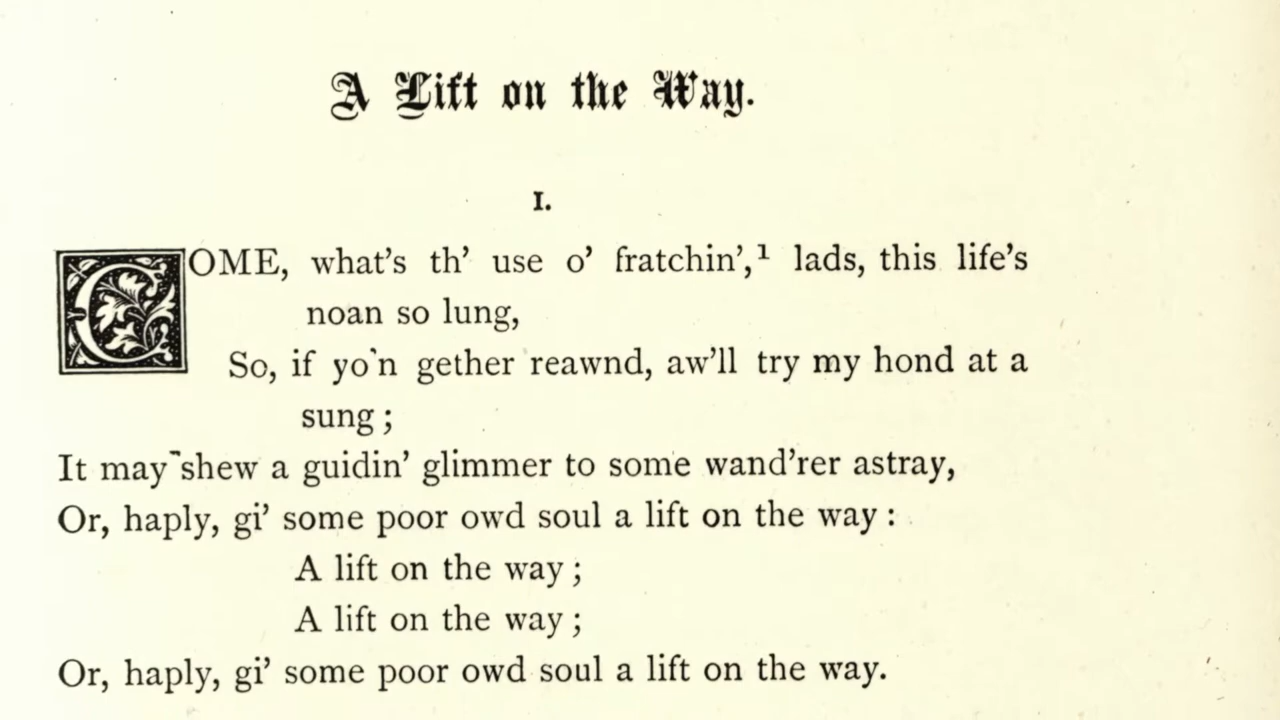 A Lift on the Way.
I.
COME, what's th' use o' fratchin',¹ lads, this life's
noan so lung,
So, if yo'n gether reawnd, aw'll try my hond at a
sung;
It may shew a guidin' glimmer to some wand'rer astray,
Or, haply, gi' some poor owd soul a lift on the way:
A lift on the way;
A lift on the way;
Or, haply, gi' some poor owd soul a lift on the way.